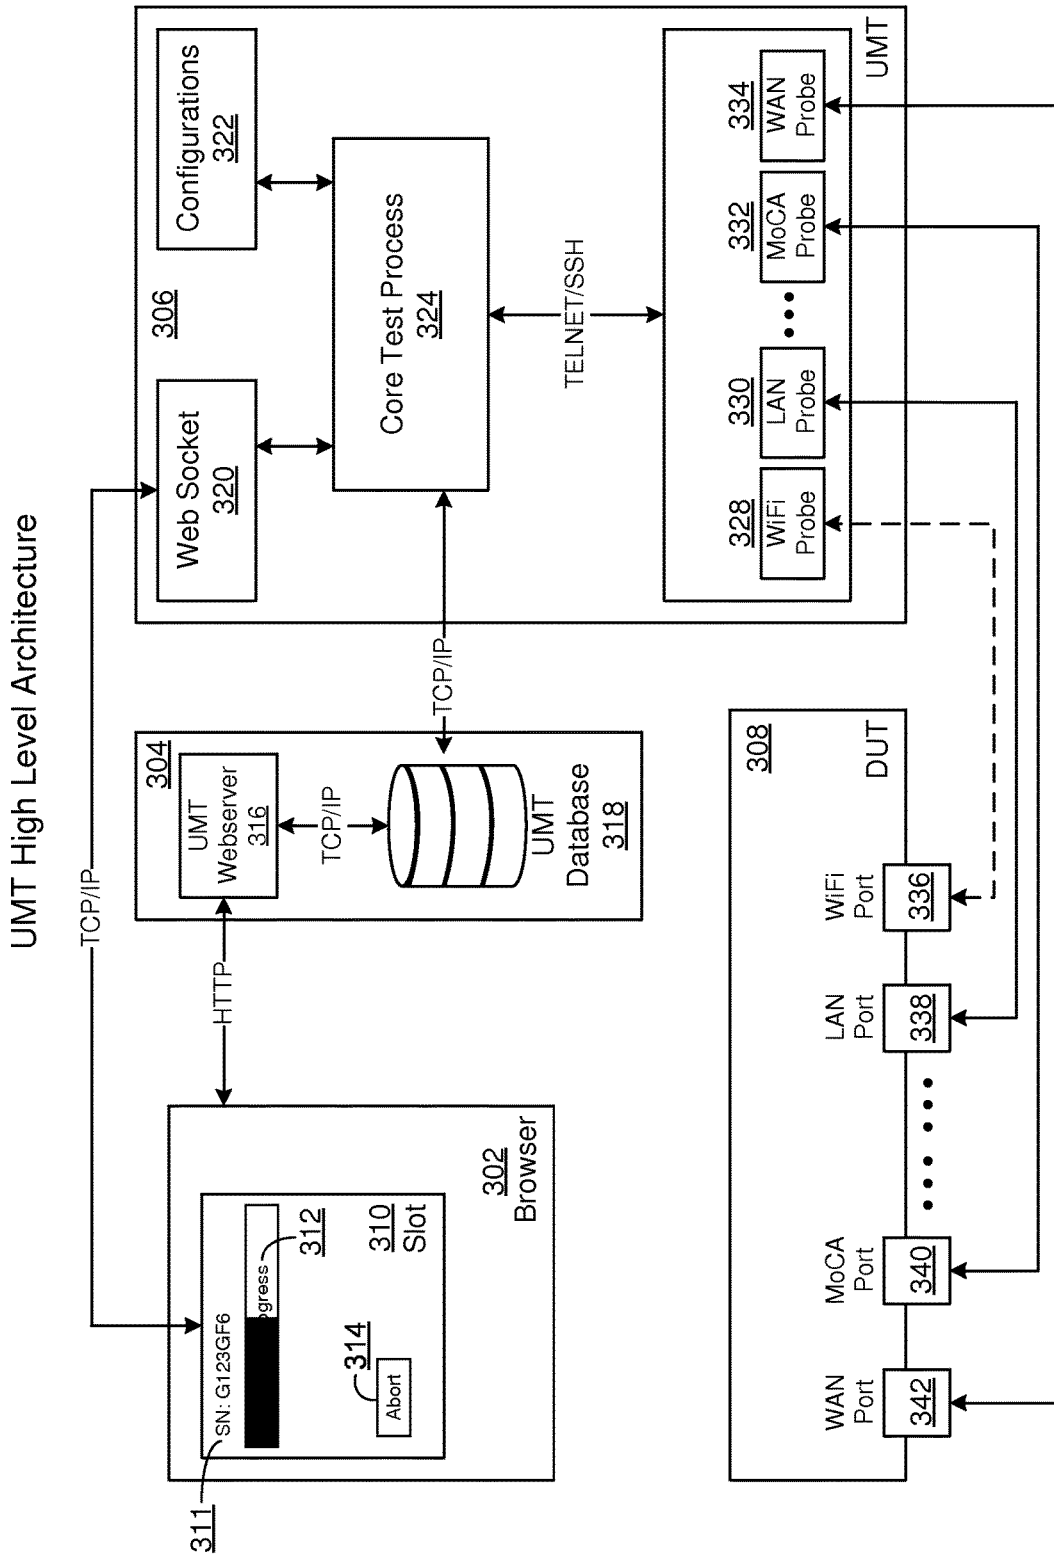 UMT High Level Architecture
TCP/IP
311
SN: G123GF6
ogress
312
314
Abort
310
Slot
302
Browser
HTTP
304
UMT
Webserver
316
TCP/IP
UMT
Database
318
TCP/IP
306
Web Socket
320
Configurations
322
Core Test Process
324
TELNET/SSH
328
WiFi
Probe
330
LAN
Probe
332
MoCA
Probe
334
WAN
Probe
UMT
308
DUT
WAN
Port
342
MoCA
Port
340
LAN
Port
338
WiFi
Port
336